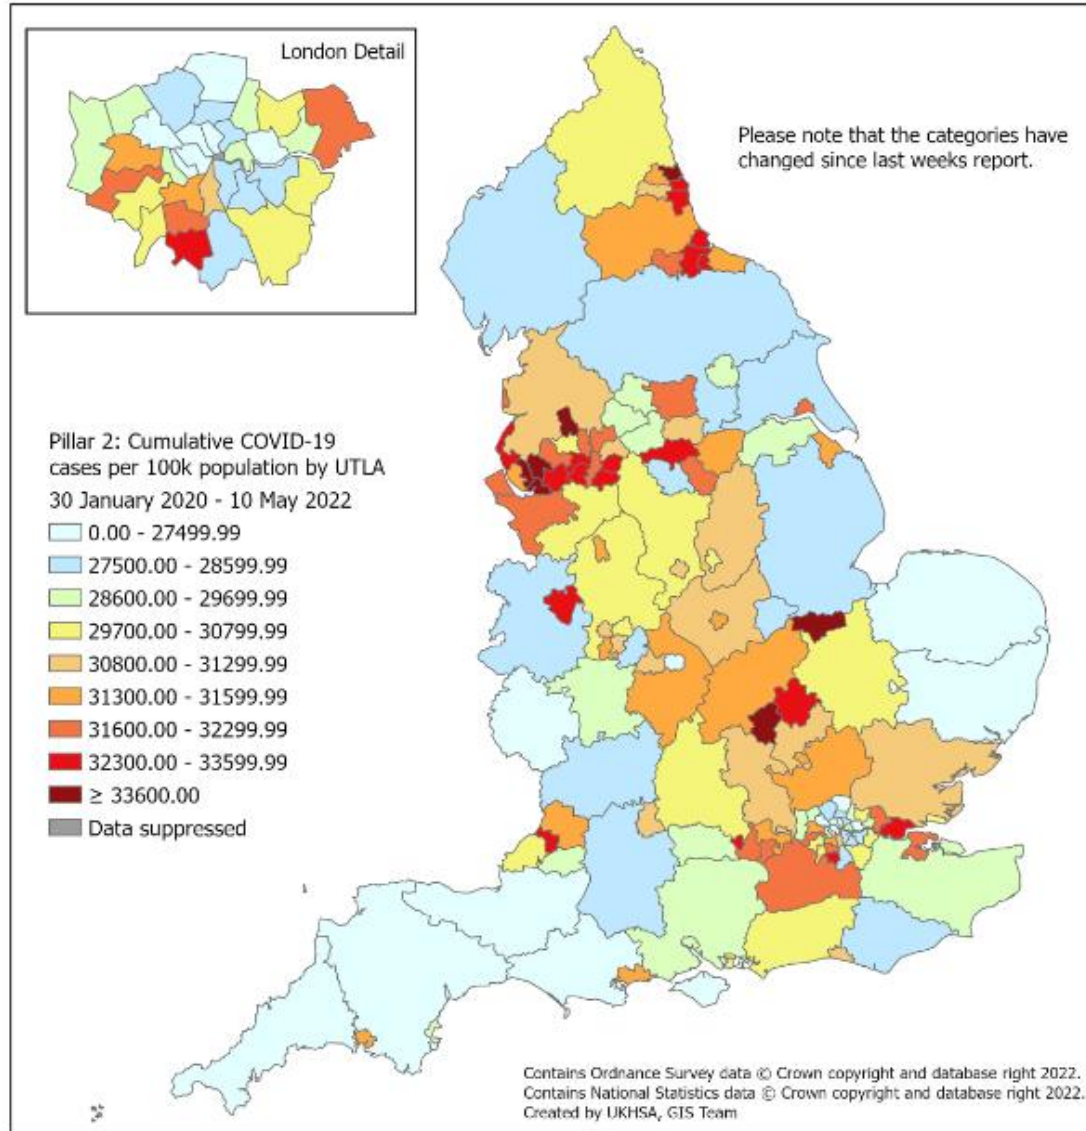 London Detail
Please note that the categories have
changed since last weeks report.
Pillar 2: Cumulative COVID-19
cases per 100k population by UTLA
30 January 2020 - 10 May 2022
0.00 - 27499.99
27500.00 - 28599.99
28600.00 - 29699.99
29700.00 - 30799.99
30800.00 - 31299.99
31300.00 - 31599.99
31600.00 - 32299.99
32300.00 - 33599.99
≥ 33600.00
Data suppressed
Contains Ordnance Survey data © Crown copyright and database right 2022.
Contains National Statistics data © Crown copyright and database right 2022.
Created by UKHSA, GIS Team